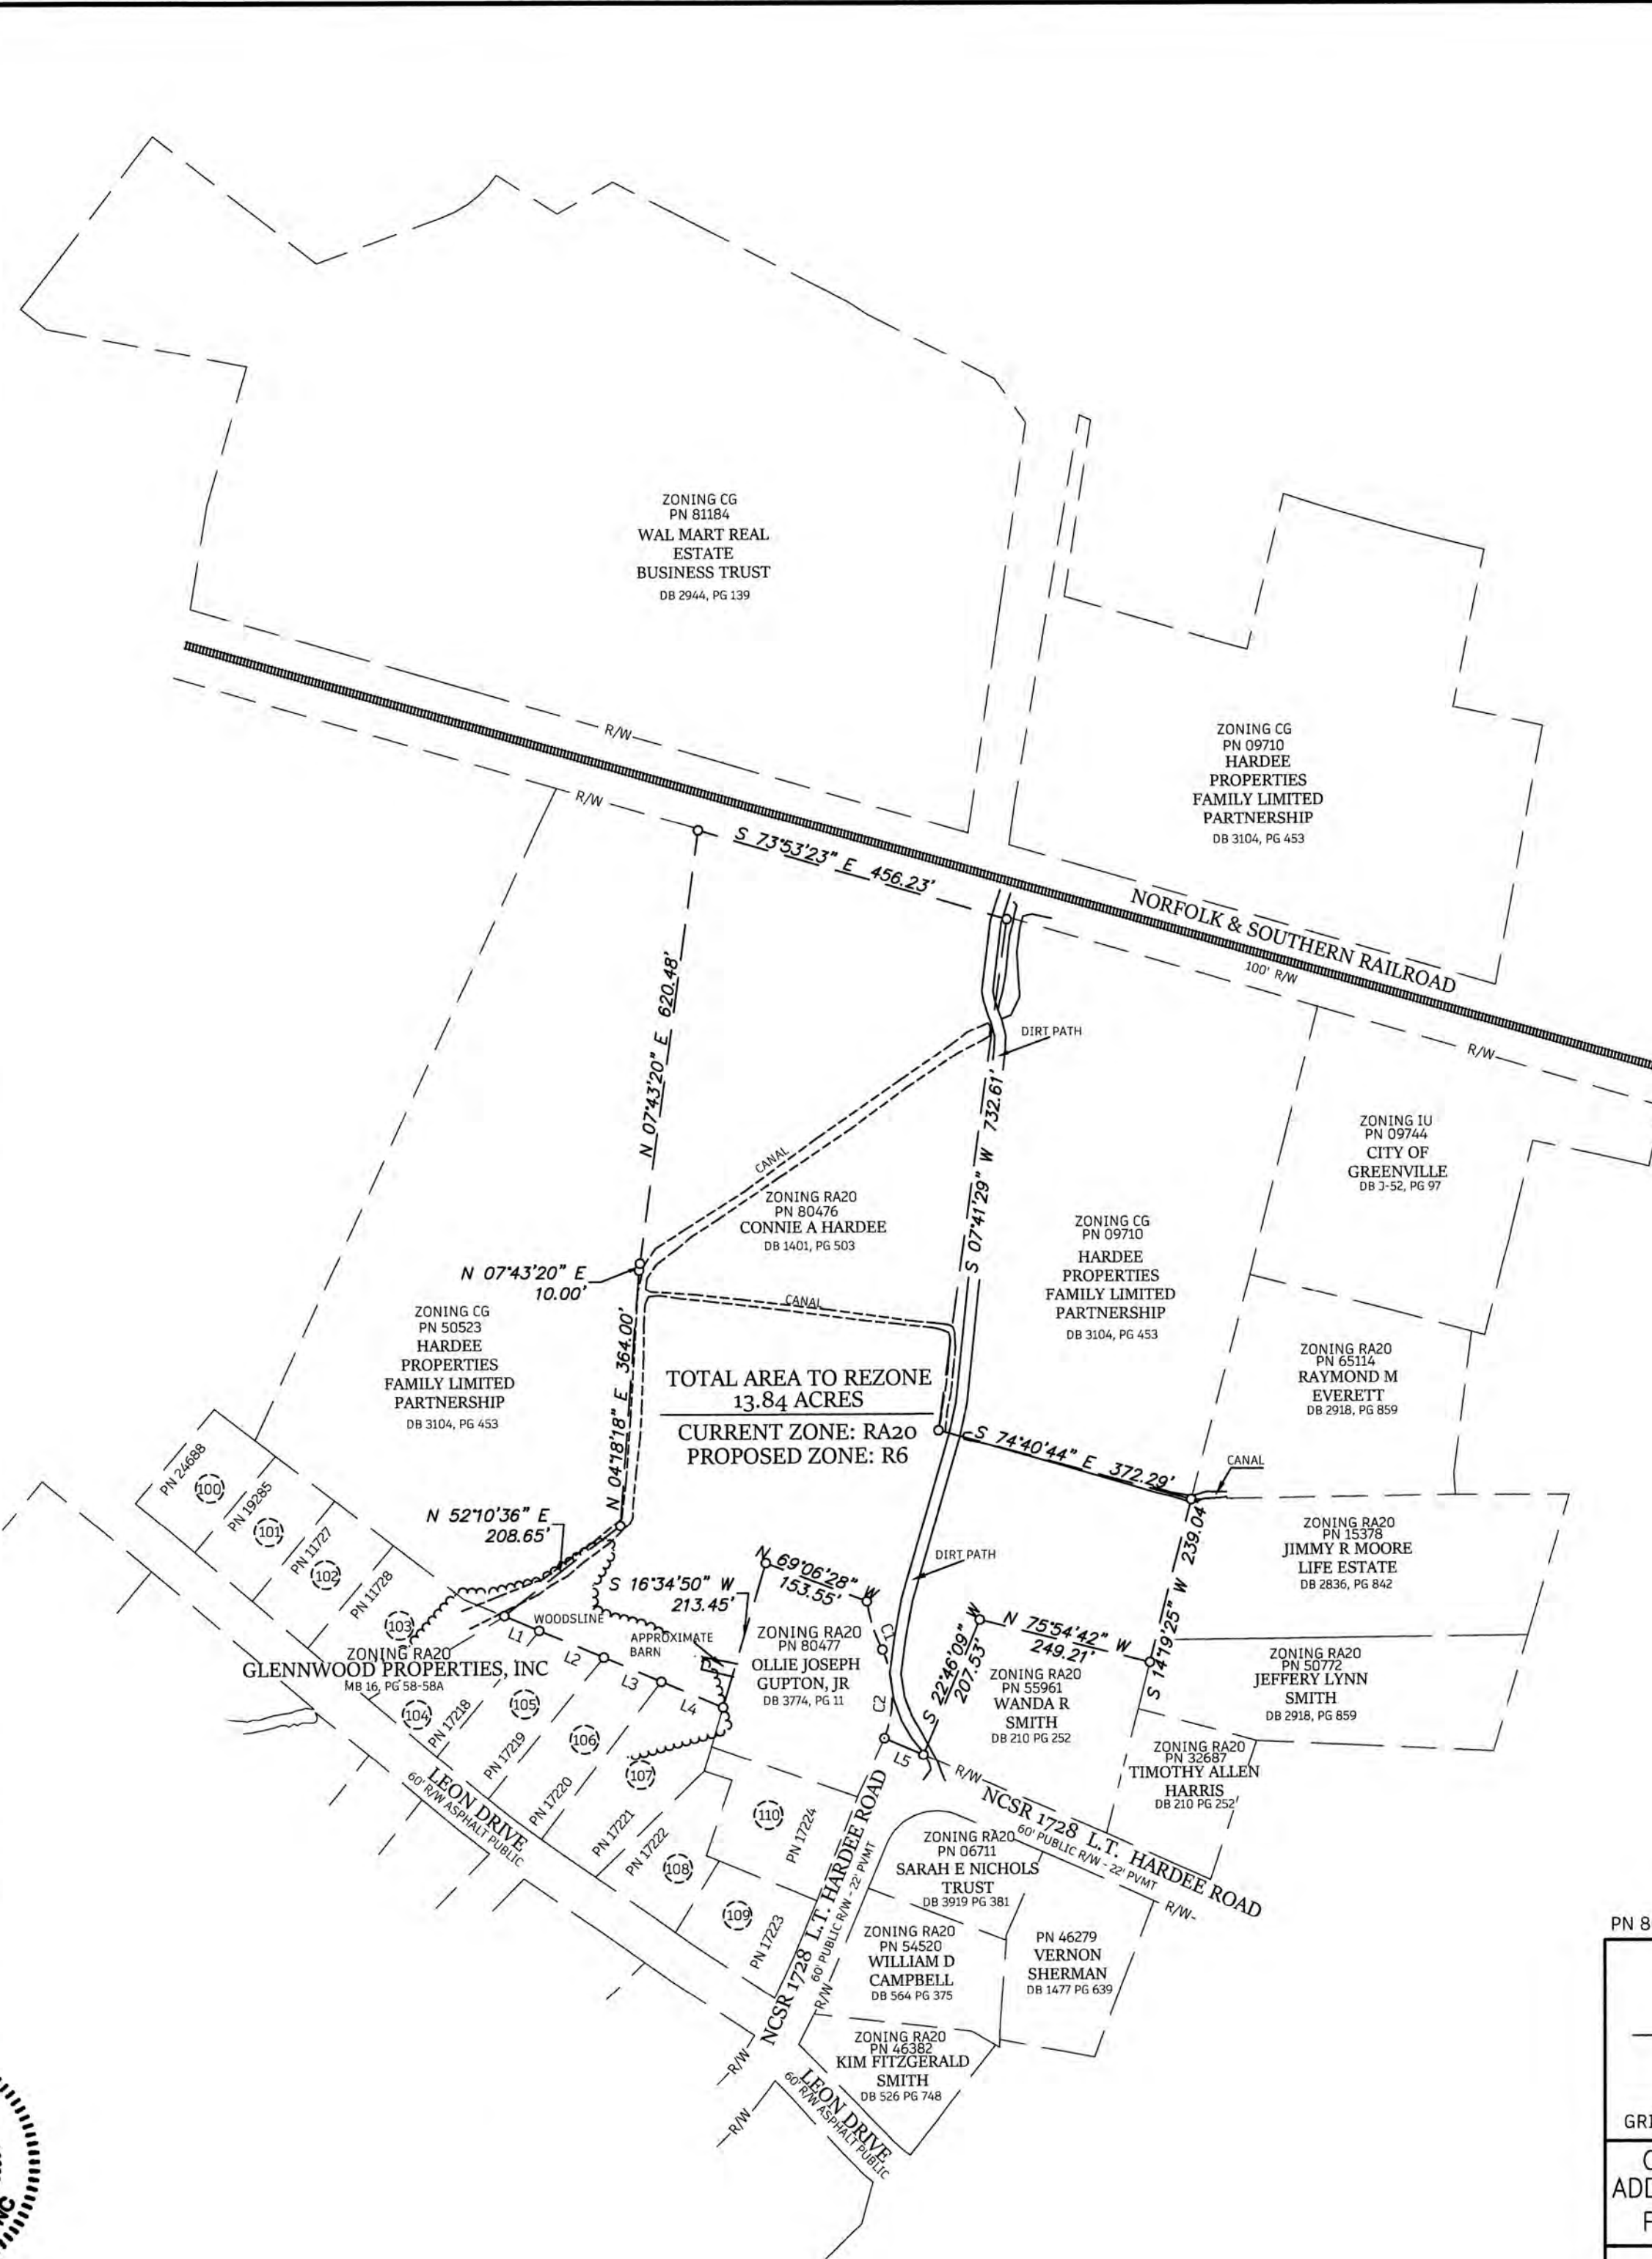 ZONING CG
PN 81184
WAL MART REAL
ESTATE
BUSINESS TRUST
DB 2944, PG 139
R/W
R/W
ZONING CG
PN 09710
HARDEE
PROPERTIES
FAMILY LIMITED
PARTNERSHIP
DB 3104, PG 453
S 73°53'23" E 456.23'
NORFOLK & SOUTHERN RAILROAD
100' R/W
R/W
N 07°43'20" E 620.48'
DIRT PATH
S 07°41'29" W 732.61'
CANAL
ZONING RA20
PN 80476
CONNIE A HARDEE
DB 1401, PG 503
ZONING IU
PN 09744
CITY OF
GREENVILLE
DB J-52, PG 97
ZONING CG
PN 09710
HARDEE
PROPERTIES
FAMILY LIMITED
PARTNERSHIP
DB 3104, PG 453
N 07°43'20" E
10.00'
CANAL
ZONING CG
PN 50523
HARDEE
PROPERTIES
FAMILY LIMITED
PARTNERSHIP
DB 3104, PG 453
N 04°18'18" E 364.00'
TOTAL AREA TO REZONE
13.84 ACRES
CURRENT ZONE: RA20
PROPOSED ZONE: R6
ZONING RA20
PN 65114
RAYMOND M
EVERETT
DB 2918, PG 859
S 74°40'44" E 372.29'
CANAL
PN 24688
100
PN 19285
101
PN 11727
102
PN 11728
103
N 52°10'36" E
208.65'
S 16°34'50" W
213.45'
N 69°06'28" W
153.55'
DIRT PATH
S 14°19'25" W 239.04'
ZONING RA20
PN 15378
JIMMY R MOORE
LIFE ESTATE
DB 2836, PG 842
WOODSLINE
L1
L2
L3
L4
APPROXIMATE
BARN
ZONING RA20
PN 80477
OLLIE JOSEPH
GUPTON, JR
DB 3774, PG 11
C1
C2
L5
S 22°46'09" W
207.53'
N 75°54'42" W
249.21'
ZONING RA20
PN 55961
WANDA R
SMITH
DB 210 PG 252
ZONING RA20
PN 50772
JEFFERY LYNN
SMITH
DB 2918, PG 859
ZONING RA20
PN 32687
TIMOTHY ALLEN
HARRIS
DB 210 PG 252
ZONING RA20
GLENNWOOD PROPERTIES, INC
MB 16, PG 58-58A
104
PN 17218
105
PN 17219
106
PN 17220
107
PN 17221
PN 17222
108
109
PN 17223
110
PN 17224
LEON DRIVE
60' R/W ASPHALT PUBLIC
NCSR 1728 L.T. HARDEE ROAD
60' PUBLIC R/W - 22' PVMT
R/W
R/W
NCSR 1728 L.T. HARDEE ROAD
60' PUBLIC R/W - 22' PVMT
R/W
ZONING RA20
PN 06711
SARAH E NICHOLS
TRUST
DB 3919 PG 381
ZONING RA20
PN 54520
WILLIAM D
CAMPBELL
DB 564 PG 375
PN 46279
VERNON
SHERMAN
DB 1477 PG 639
ZONING RA20
PN 46382
KIM FITZGERALD
SMITH
DB 526 PG 748
R/W
R/W
LEON DRIVE
60' R/W ASPHALT PUBLIC
PN 8
GRI
ADD
NC